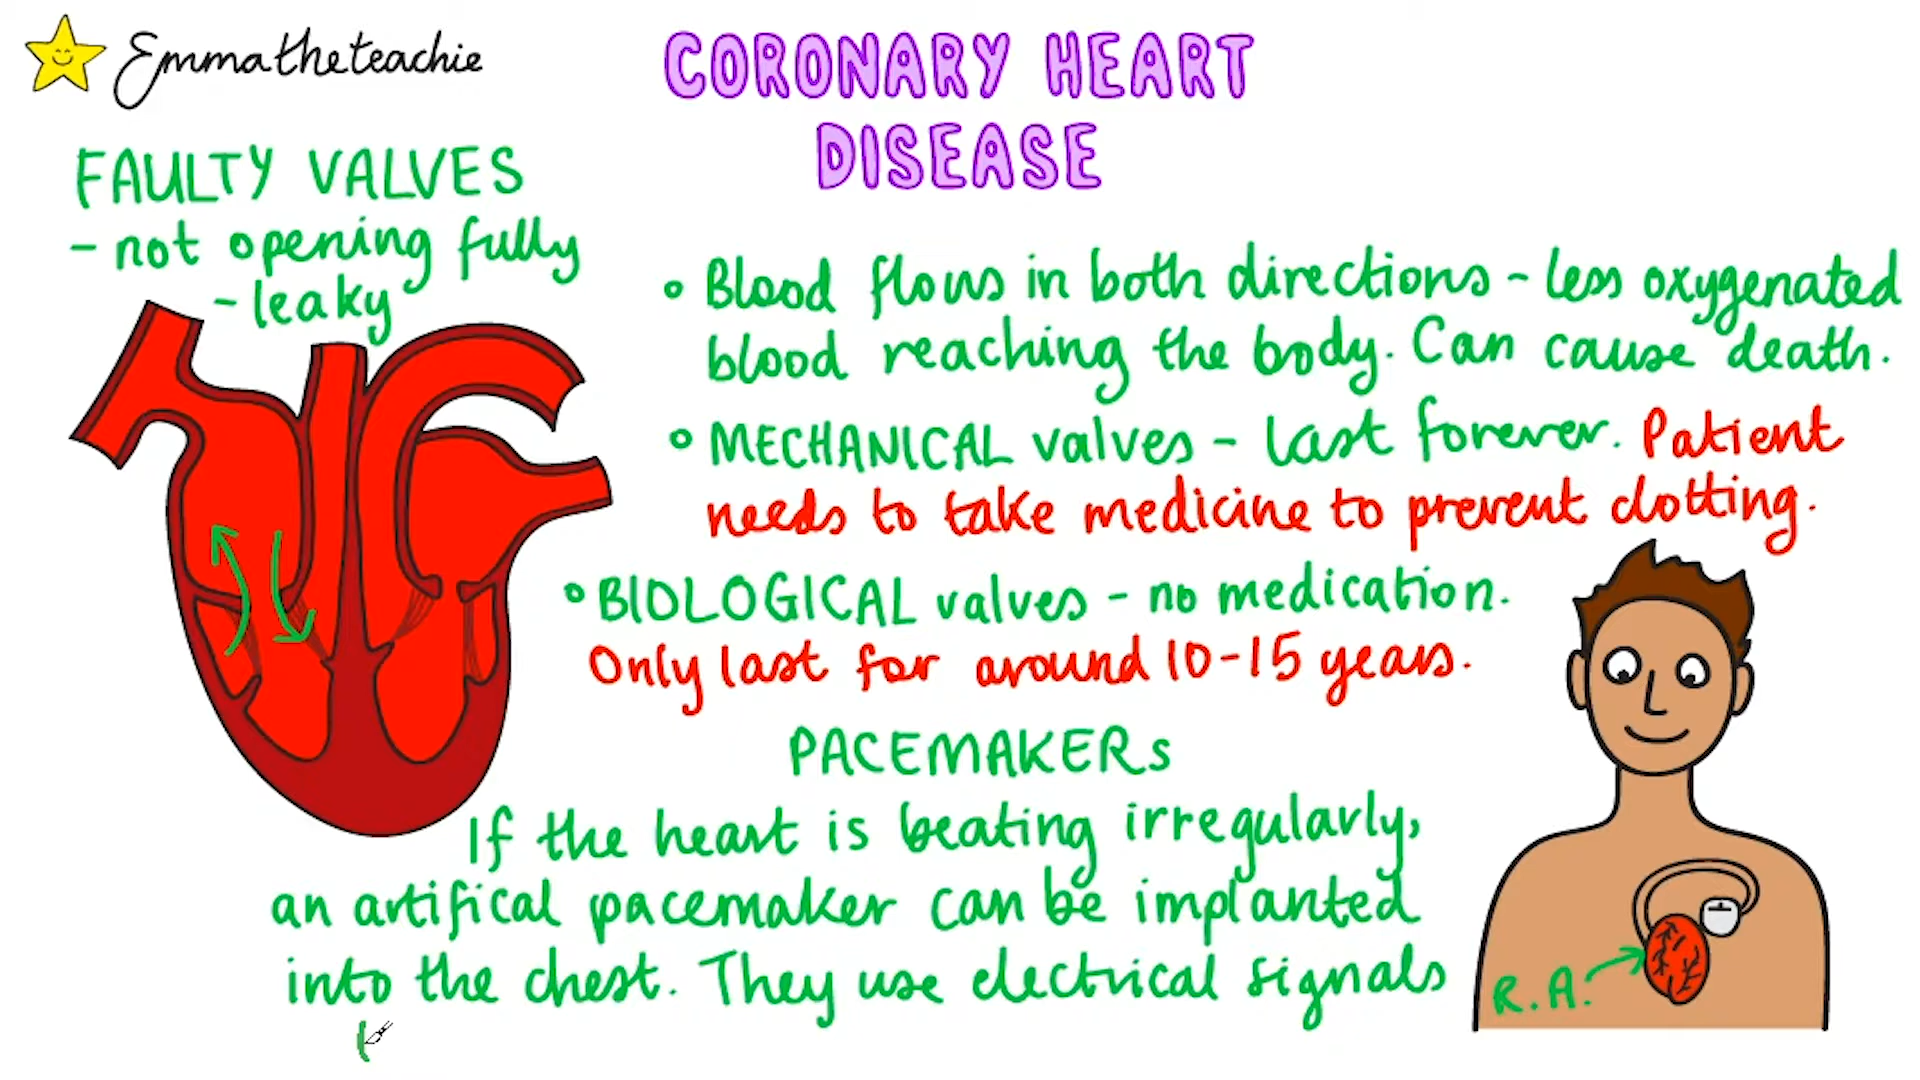 Emmatheteachie
CORONARY HEART
DISEASE
FAULTY VALVES
- not opening fully
- leaky
• Blood flows in both directions - less oxygenated
blood reaching the body. Can cause death.
• MECHANICAL valves - last forever. Patient
needs to take medicine to prevent clotting.
• BIOLOGICAL valves - no medication.
Only last for around 10-15 years.
PACEMAKERs
If the heart is beating irregularly,
an artifical pacemaker can be implanted
into the chest. They use electrical signals
R.A.